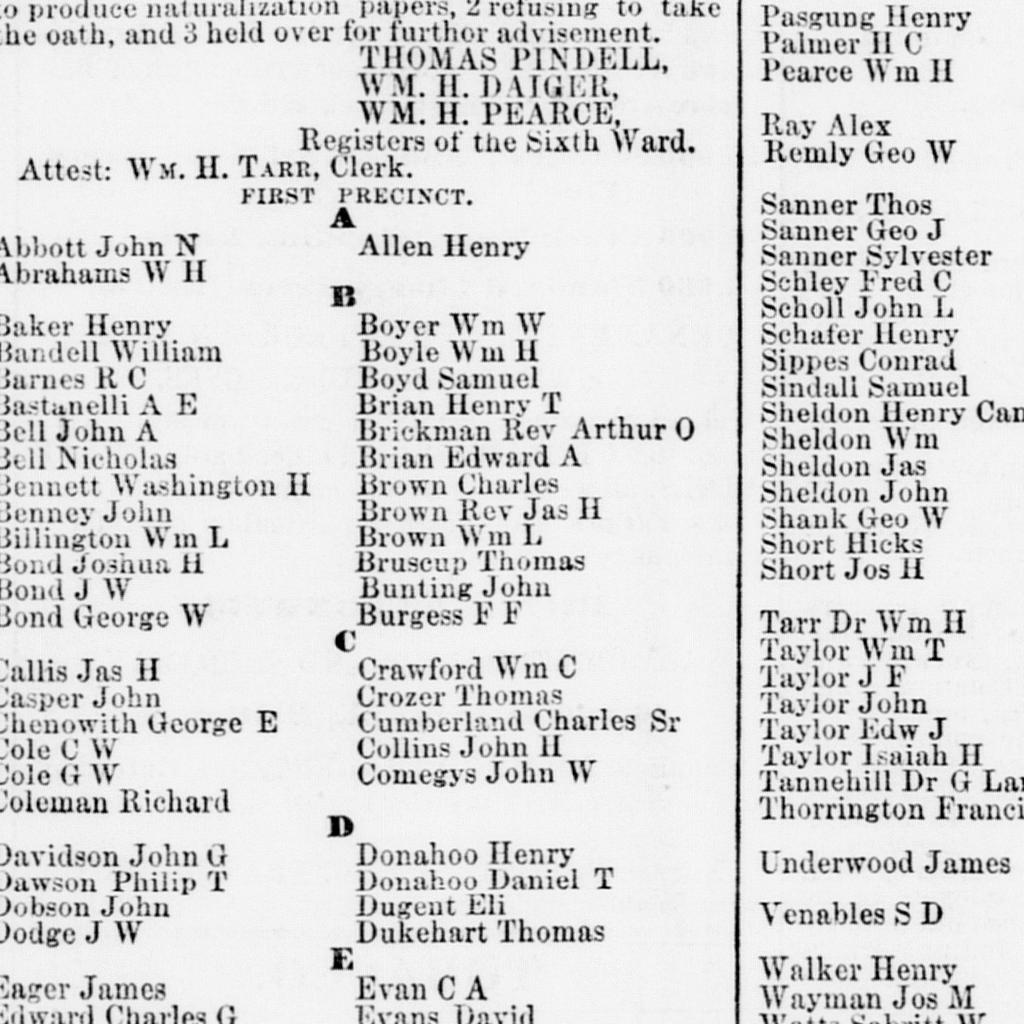 to produce naturalization papers, 2 refusing to take
the oath, and 3 held over for furthor advisement.
THOMAS PINDELL,
WM. H. DAIGER,
WM. H. PEARCE,
Registers of the Sixth Ward.
Attest: WM. H. TARR, Clerk.
FIRST PRECINCT.
A
Abbott John N
Abrahams W H
Allen Henry
B
Baker Henry
Bandell William
Barnes R C
Bastanelli A E
Bell John A
Bell Nicholas
Bennett Washington H
Benney John
Billington Wm L
Bond Joshua H
Bond J W
Bond George W
Boyer Wm W
Boyle Wm H
Boyd Samuel
Brian Henry T
Brickman Rev Arthur O
Brian Edward A
Brown Charles
Brown Rev Jas H
Brown Wm L
Bruscup Thomas
Bunting John
Burgess F F
C
Callis Jas H
Casper John
Chenowith George E
Cole C W
Cole G W
Coleman Richard
Crawford Wm C
Crozer Thomas
Cumberland Charles Sr
Collins John H
Comegys John W
D
Davidson John G
Dawson Philip T
Dobson John
Dodge J W
Donahoo Henry
Donahoo Daniel T
Dugent Eli
Dukehart Thomas
E
Eager James
Edward Charles G
Evan C A
Evans David
Pasgung Henry
Palmer H C
Pearce Wm H
Ray Alex
Remly Geo W
Sanner Thos
Sanner Geo J
Sanner Sylvester
Schley Fred C
Scholl John L
Schafer Henry
Sippes Conrad
Sindall Samuel
Sheldon Henry Cam
Sheldon Wm
Sheldon Jas
Sheldon John
Shank Geo W
Short Hicks
Short Jos H
Tarr Dr Wm H
Taylor Wm T
Taylor J F
Taylor John
Taylor Edw J
Taylor Isaiah H
Tannehill Dr G Lan
Thorrington Franci
Underwood James
Venables S D
Walker Henry
Wayman Jos M
Watts Sabritt W